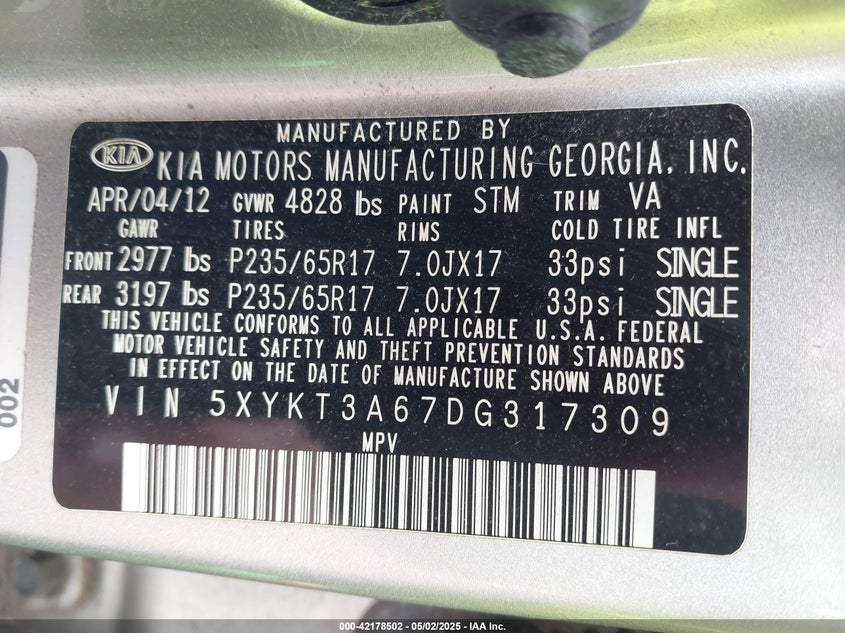 MANUFACTURED BY
KIA KIA MOTORS MANUFACTURING GEORGIA, INC.
APR/04/12 GVWR 4828 lbs PAINT STM TRIM VA
GAWR TIRES RIMS COLD TIRE INFL
FRONT 2977 lbs P235/65R17 7.0JX17 33psi SINGLE
REAR 3197 lbs P235/65R17 7.0JX17 33psi SINGLE
THIS VEHICLE CONFORMS TO ALL APPLICABLE U.S.A. FEDERAL
MOTOR VEHICLE SAFETY AND THEFT PREVENTION STANDARDS
IN EFFECT ON THE DATE OF MANUFACTURE SHOWN ABOVE
VIN 5XYKT3A67DG317309
MPV
002
000-42178502 - 05/02/2025 - IAA Inc.